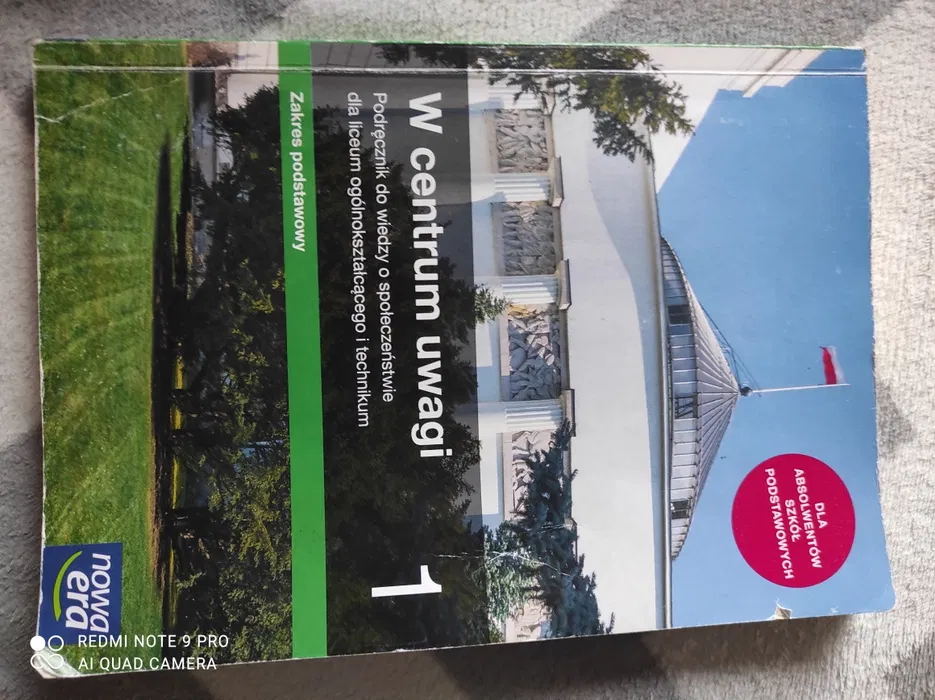 DLA
ABSOLWENTÓW
SZKÓŁ
PODSTAWOWYCH
W centrum uwagi 1
Podręcznik do wiedzy o społeczeństwie
dla liceum ogólnokształcącego i technikum
Zakres podstawowy
nowa
era
REDMI NOTE 9 PRO
AI QUAD CAMERA